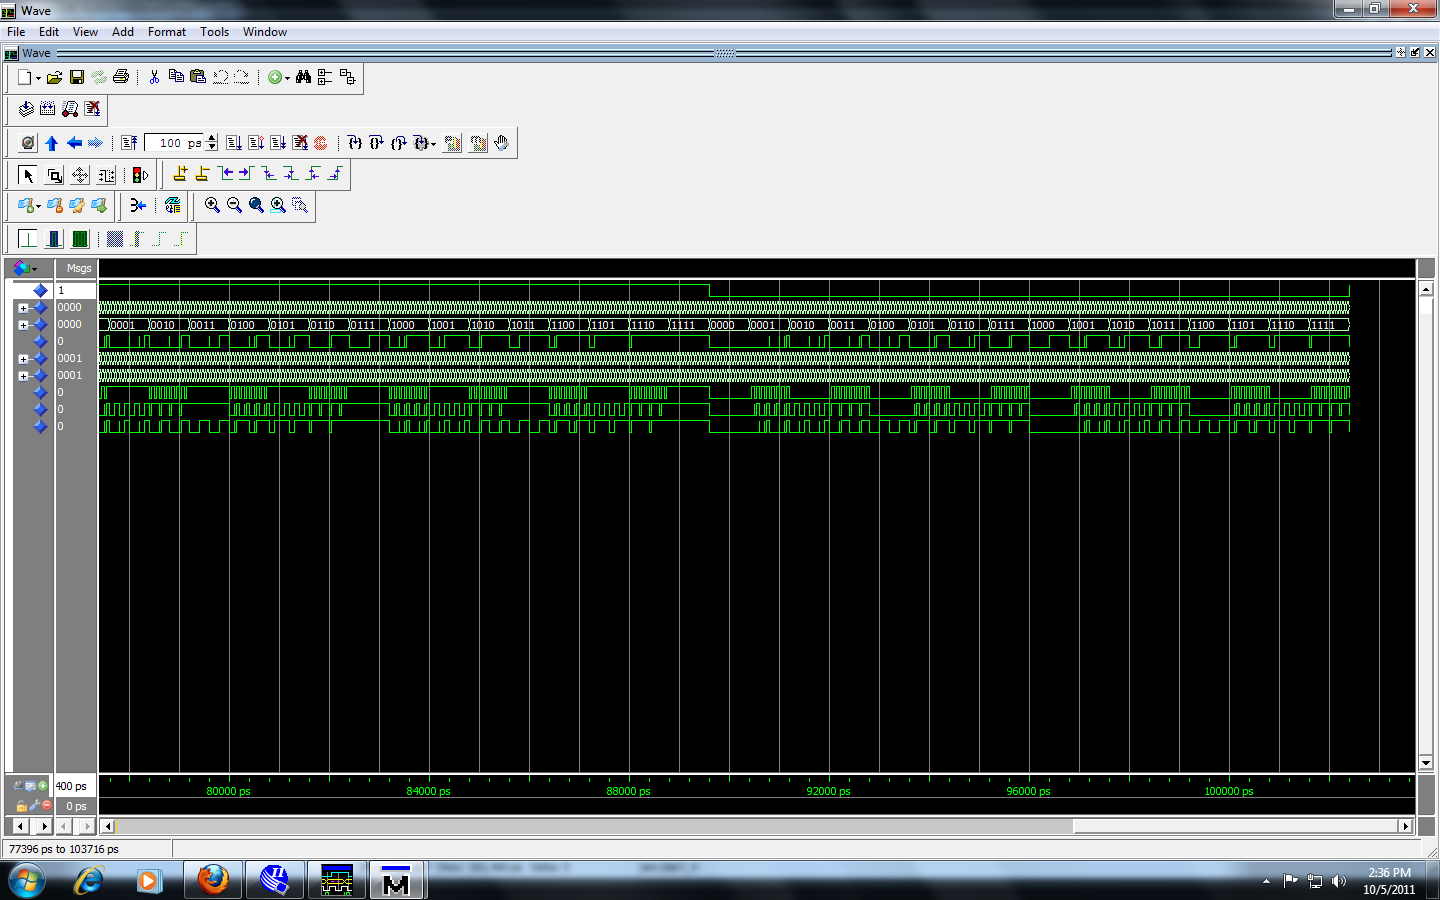 Wave
File Edit View Add Format Tools Window
Wave
100 ps
Msgs
1
0000
0000 0001 0010 0011 0100 0101 0110 0111 1000 1001 1010 1011 1100 1101 1110 1111 0000 0001 0010 0011 0100 0101 0110 0111 1000 1001 1010 1011 1100 1101 1110 1111
0
0001
0001
0
0
0
400 ps 80000 ps 84000 ps 88000 ps 92000 ps 96000 ps 100000 ps
0 ps
77396 ps to 103716 ps
2:36 PM
10/5/2011